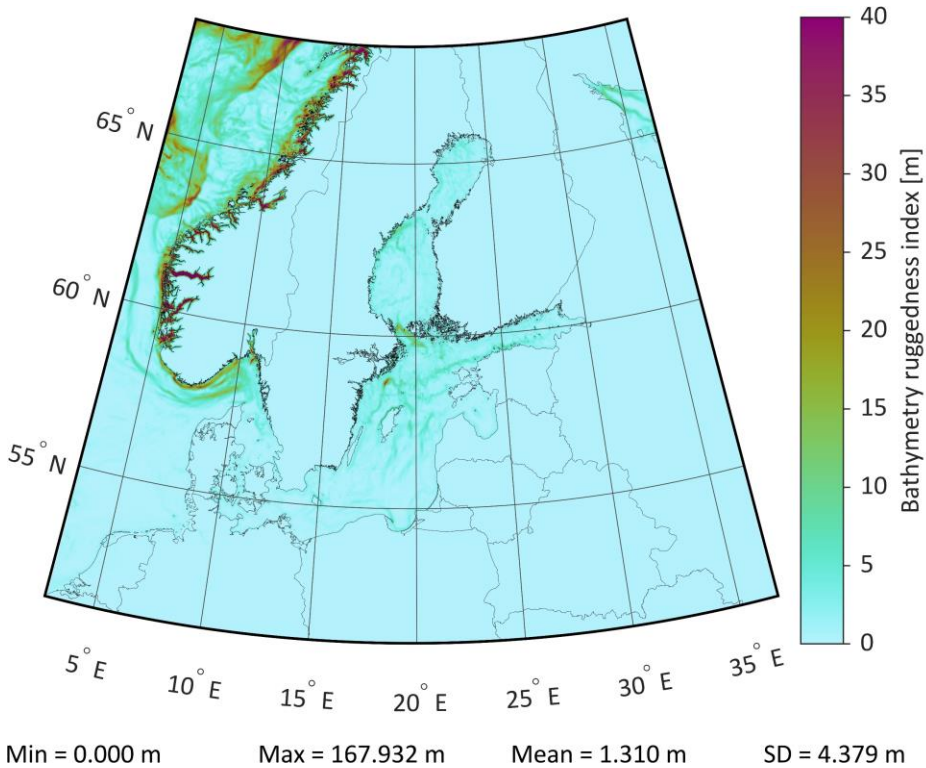 65° N
60° N
55° N
5° E
10° E
15° E
20° E
25° E
30° E
35° E
40
35
30
25
20
15
10
5
0
Bathymetry ruggedness index [m]
Min = 0.000 m Max = 167.932 m Mean = 1.310 m SD = 4.379 m